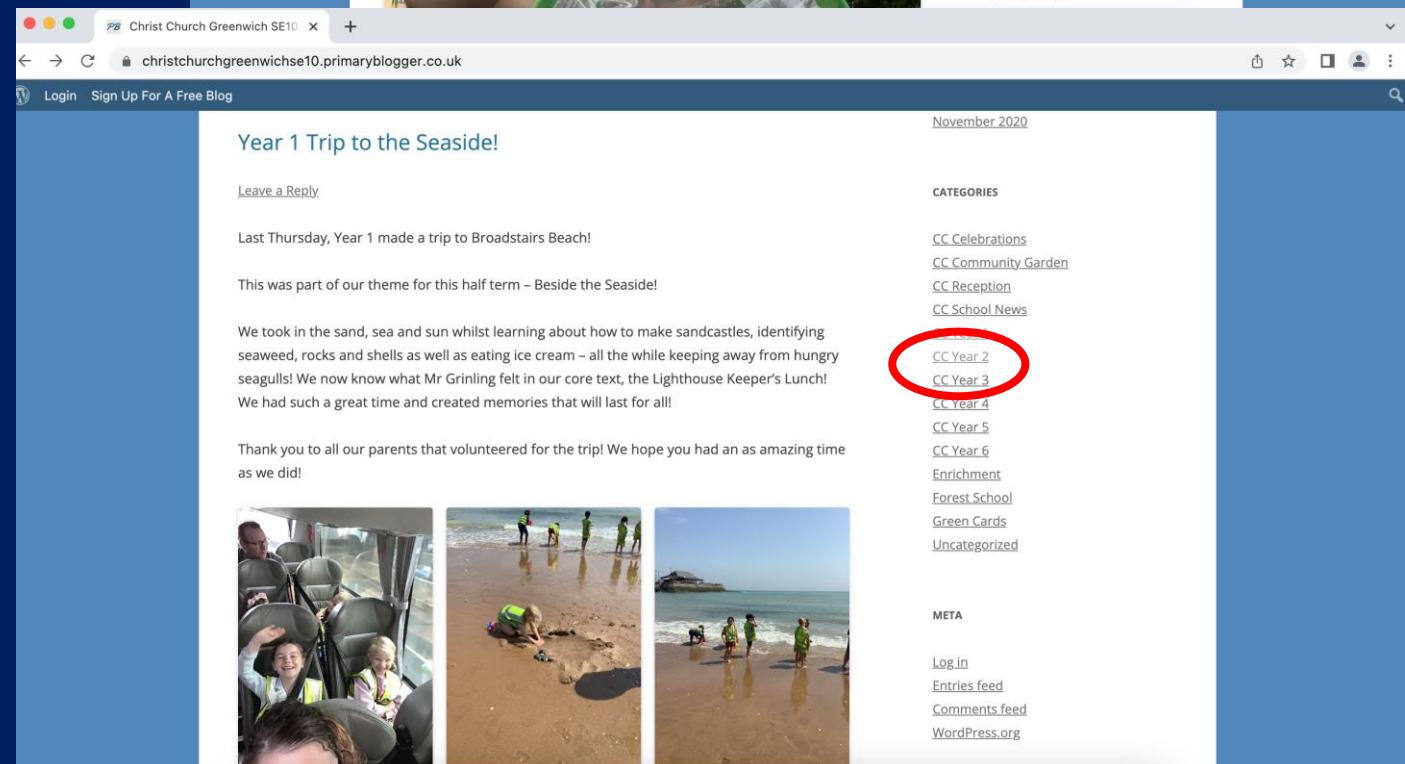 Christ Church Greenwich SE10
christchurchgreenwichse10.primaryblogger.co.uk
Login Sign Up For A Free Blog
Year 1 Trip to the Seaside!
Leave a Reply
Last Thursday, Year 1 made a trip to Broadstairs Beach!
This was part of our theme for this half term – Beside the Seaside!
We took in the sand, sea and sun whilst learning about how to make sandcastles, identifying
seaweed, rocks and shells as well as eating ice cream – all the while keeping away from hungry
seagulls! We now know what Mr Grinling felt in our core text, the Lighthouse Keeper's Lunch!
We had such a great time and created memories that will last for all!
Thank you to all our parents that volunteered for the trip! We hope you had an as amazing time
as we did!
November 2020
CATEGORIES
CC Celebrations
CC Community Garden
CC Reception
CC School News
CC Year 2
CC Year 3
CC Year 4
CC Year 5
CC Year 6
Enrichment
Forest School
Green Cards
Uncategorized
META
Log in
Entries feed
Comments feed
WordPress.org